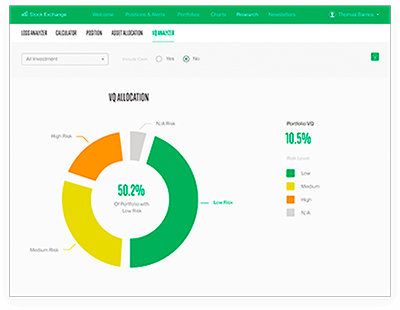 Stock Exchange Welcome Positions & Alerts Portfolios Charts Research Newsletters Thomas Barnes
LOSS ANALYZER CALCULATOR POSITION ASSET ALLOCATION VQ ANALYZER
All Investment Include Cash Yes No
VQ ALLOCATION
N/A Risk
High Risk
Portfolio VQ
10.5%
Risk Level
Low
Medium
High
N/A
50.2%
Of Portfolio with
Low Risk
Low Risk
Medium Risk